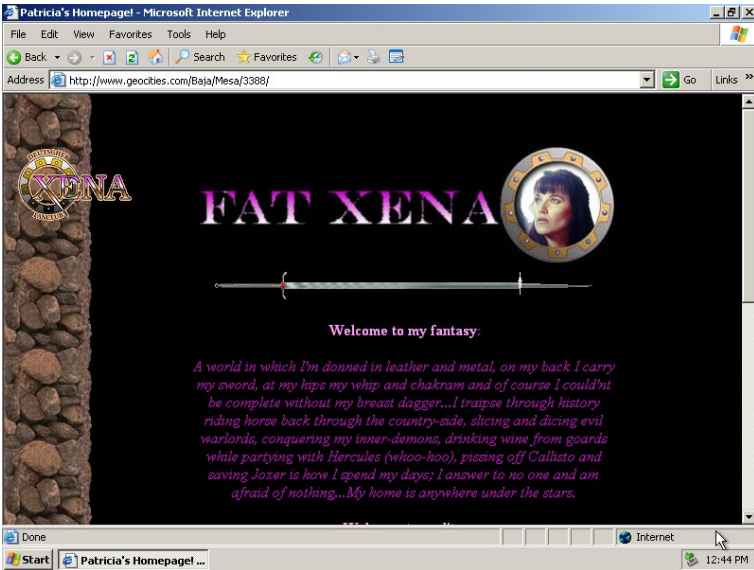 Patricia's Homepage! - Microsoft Internet Explorer
File Edit View Favorites Tools Help
Back Search Favorites
Address http://www.geocities.com/Baja/Mesa/3388/ Go Links »
DEUTSCHER
XENA
FANCLUB
FAT XENA
Welcome to my fantasy:
A world in which I'm donned in leather and metal, on my back I carry
my sword, at my hips my whip and chakram and of course I could'nt
be complete without my breast dagger...I traipse through history
riding horse back through the country-side, slicing and dicing evil
warlords, conquering my inner-demons, drinking wine from goards
while partying with Hercules (whoo-hoo), pissing off Callisto and
saving Joxer is how I spend my days; I answer to no one and am
afraid of nothing...My home is anywhere under the stars.
Done Internet
Start Patricia's Homepage! ... 12:44 PM